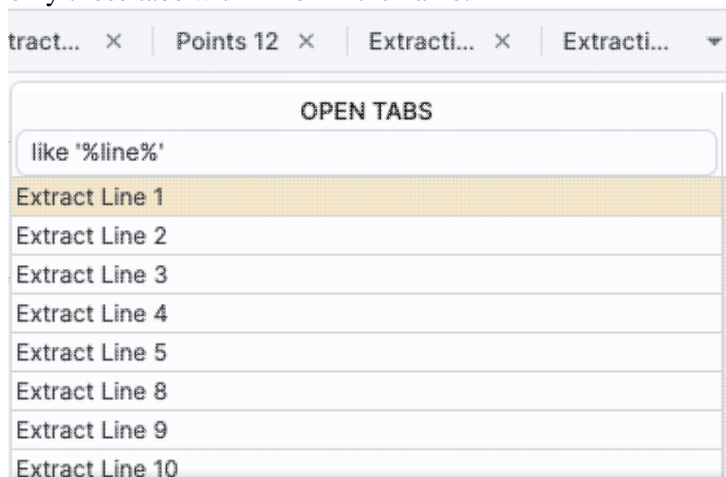 tract... × Points 12 × Extracti... × Extracti...
OPEN TABS
like '%line%'
Extract Line 1
Extract Line 2
Extract Line 3
Extract Line 4
Extract Line 5
Extract Line 8
Extract Line 9
Extract Line 10